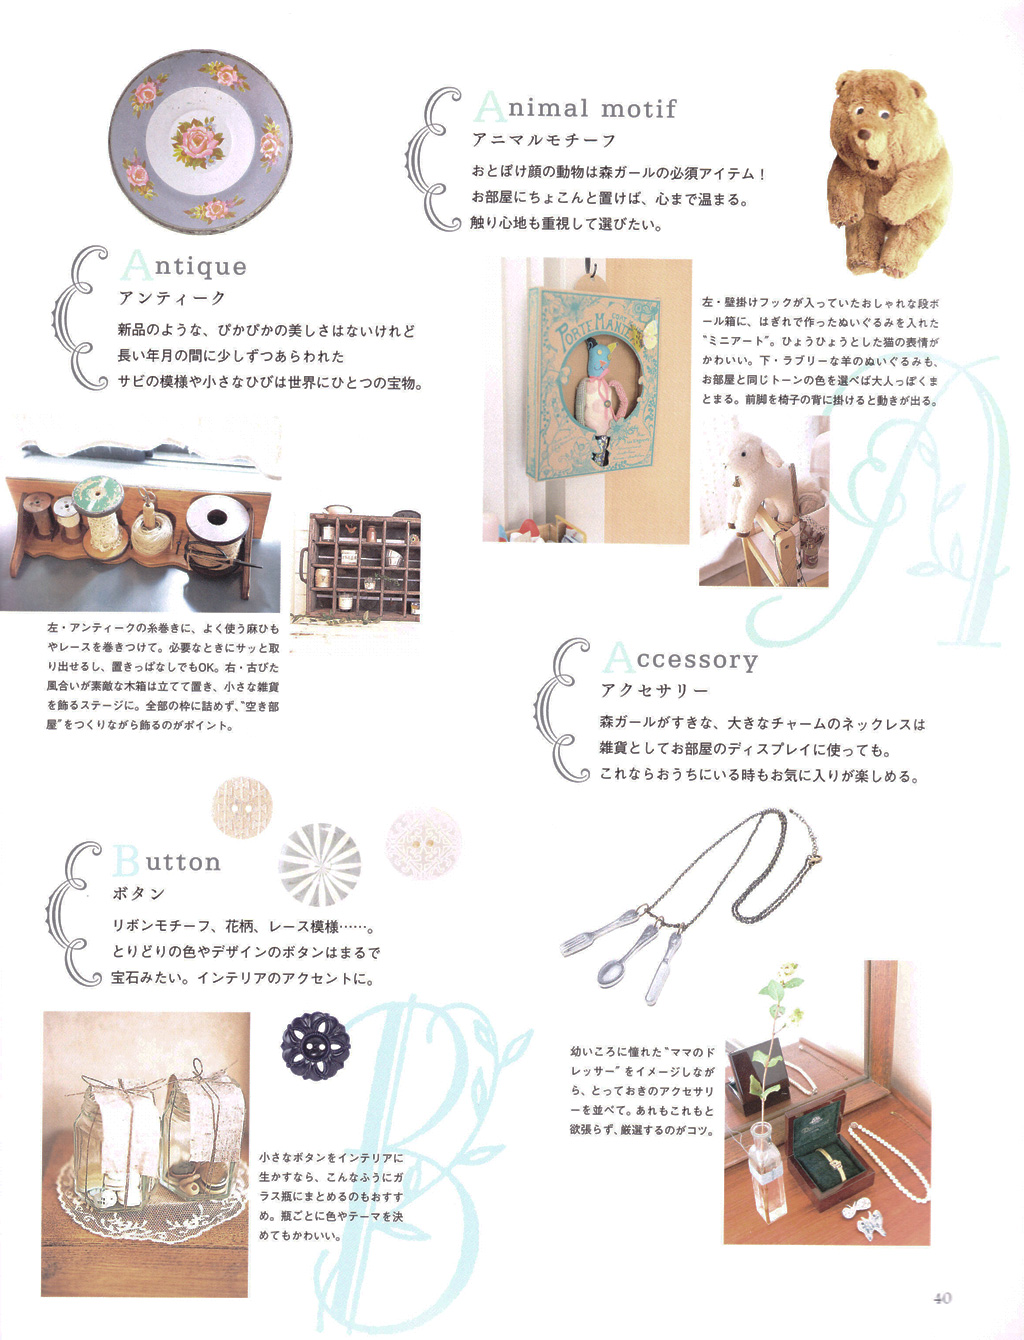 Antique
アンティーク
新品のような、ぴかぴかの美しさはないけれど
長い年月の間に少しずつあらわれた
サビの模様や小さなひびは世界にひとつの宝物。
左・アンティークの糸巻きに、よく使う麻ひも
やレースを巻きつけて。必要なときにサッと取
り出せるし、置きっぱなしでもOK。右・古びた
風合いが素敵な木箱は立てて置き、小さな雑貨
を飾るステージに。全部の枠に詰めず、“空き部
屋”をつくりながら飾るのがポイント。
Animal motif
アニマルモチーフ
おとぼけ顔の動物は森ガールの必須アイテム！
お部屋にちょこんと置けば、心まで温まる。
触り心地も重視して選びたい。
PORTE MANTE
左・壁掛けフックが入っていたおしゃれな段ボ
ール箱に、はぎれで作ったぬいぐるみを入れた
“ミニアート”。ひょうひょうとした猫の表情が
かわいい。下・ラブリーな羊のぬいぐるみも、
お部屋と同じトーンの色を選べば大人っぽくま
とまる。前脚を椅子の背に掛けると動きが出る。
A
Accessory
アクセサリー
森ガールがすきな、大きなチャームのネックレスは
雑貨としてお部屋のディスプレイに使っても。
これならおうちにいる時もお気に入りが楽しめる。
幼いころに憧れた“ママのド
レッサー”をイメージしなが
ら、とっておきのアクセサリ
ーを並べて。あれもこれもと
欲張らず、厳選するのがコツ。
Button
ボタン
リボンモチーフ、花柄、レース模様……。
とりどりの色やデザインのボタンはまるで
宝石みたい。インテリアのアクセントに。
B
小さなボタンをインテリアに
生かすなら、こんなふうにガ
ラス瓶にまとめるのもおすす
め。瓶ごとに色やテーマを決
めてもかわいい。
40